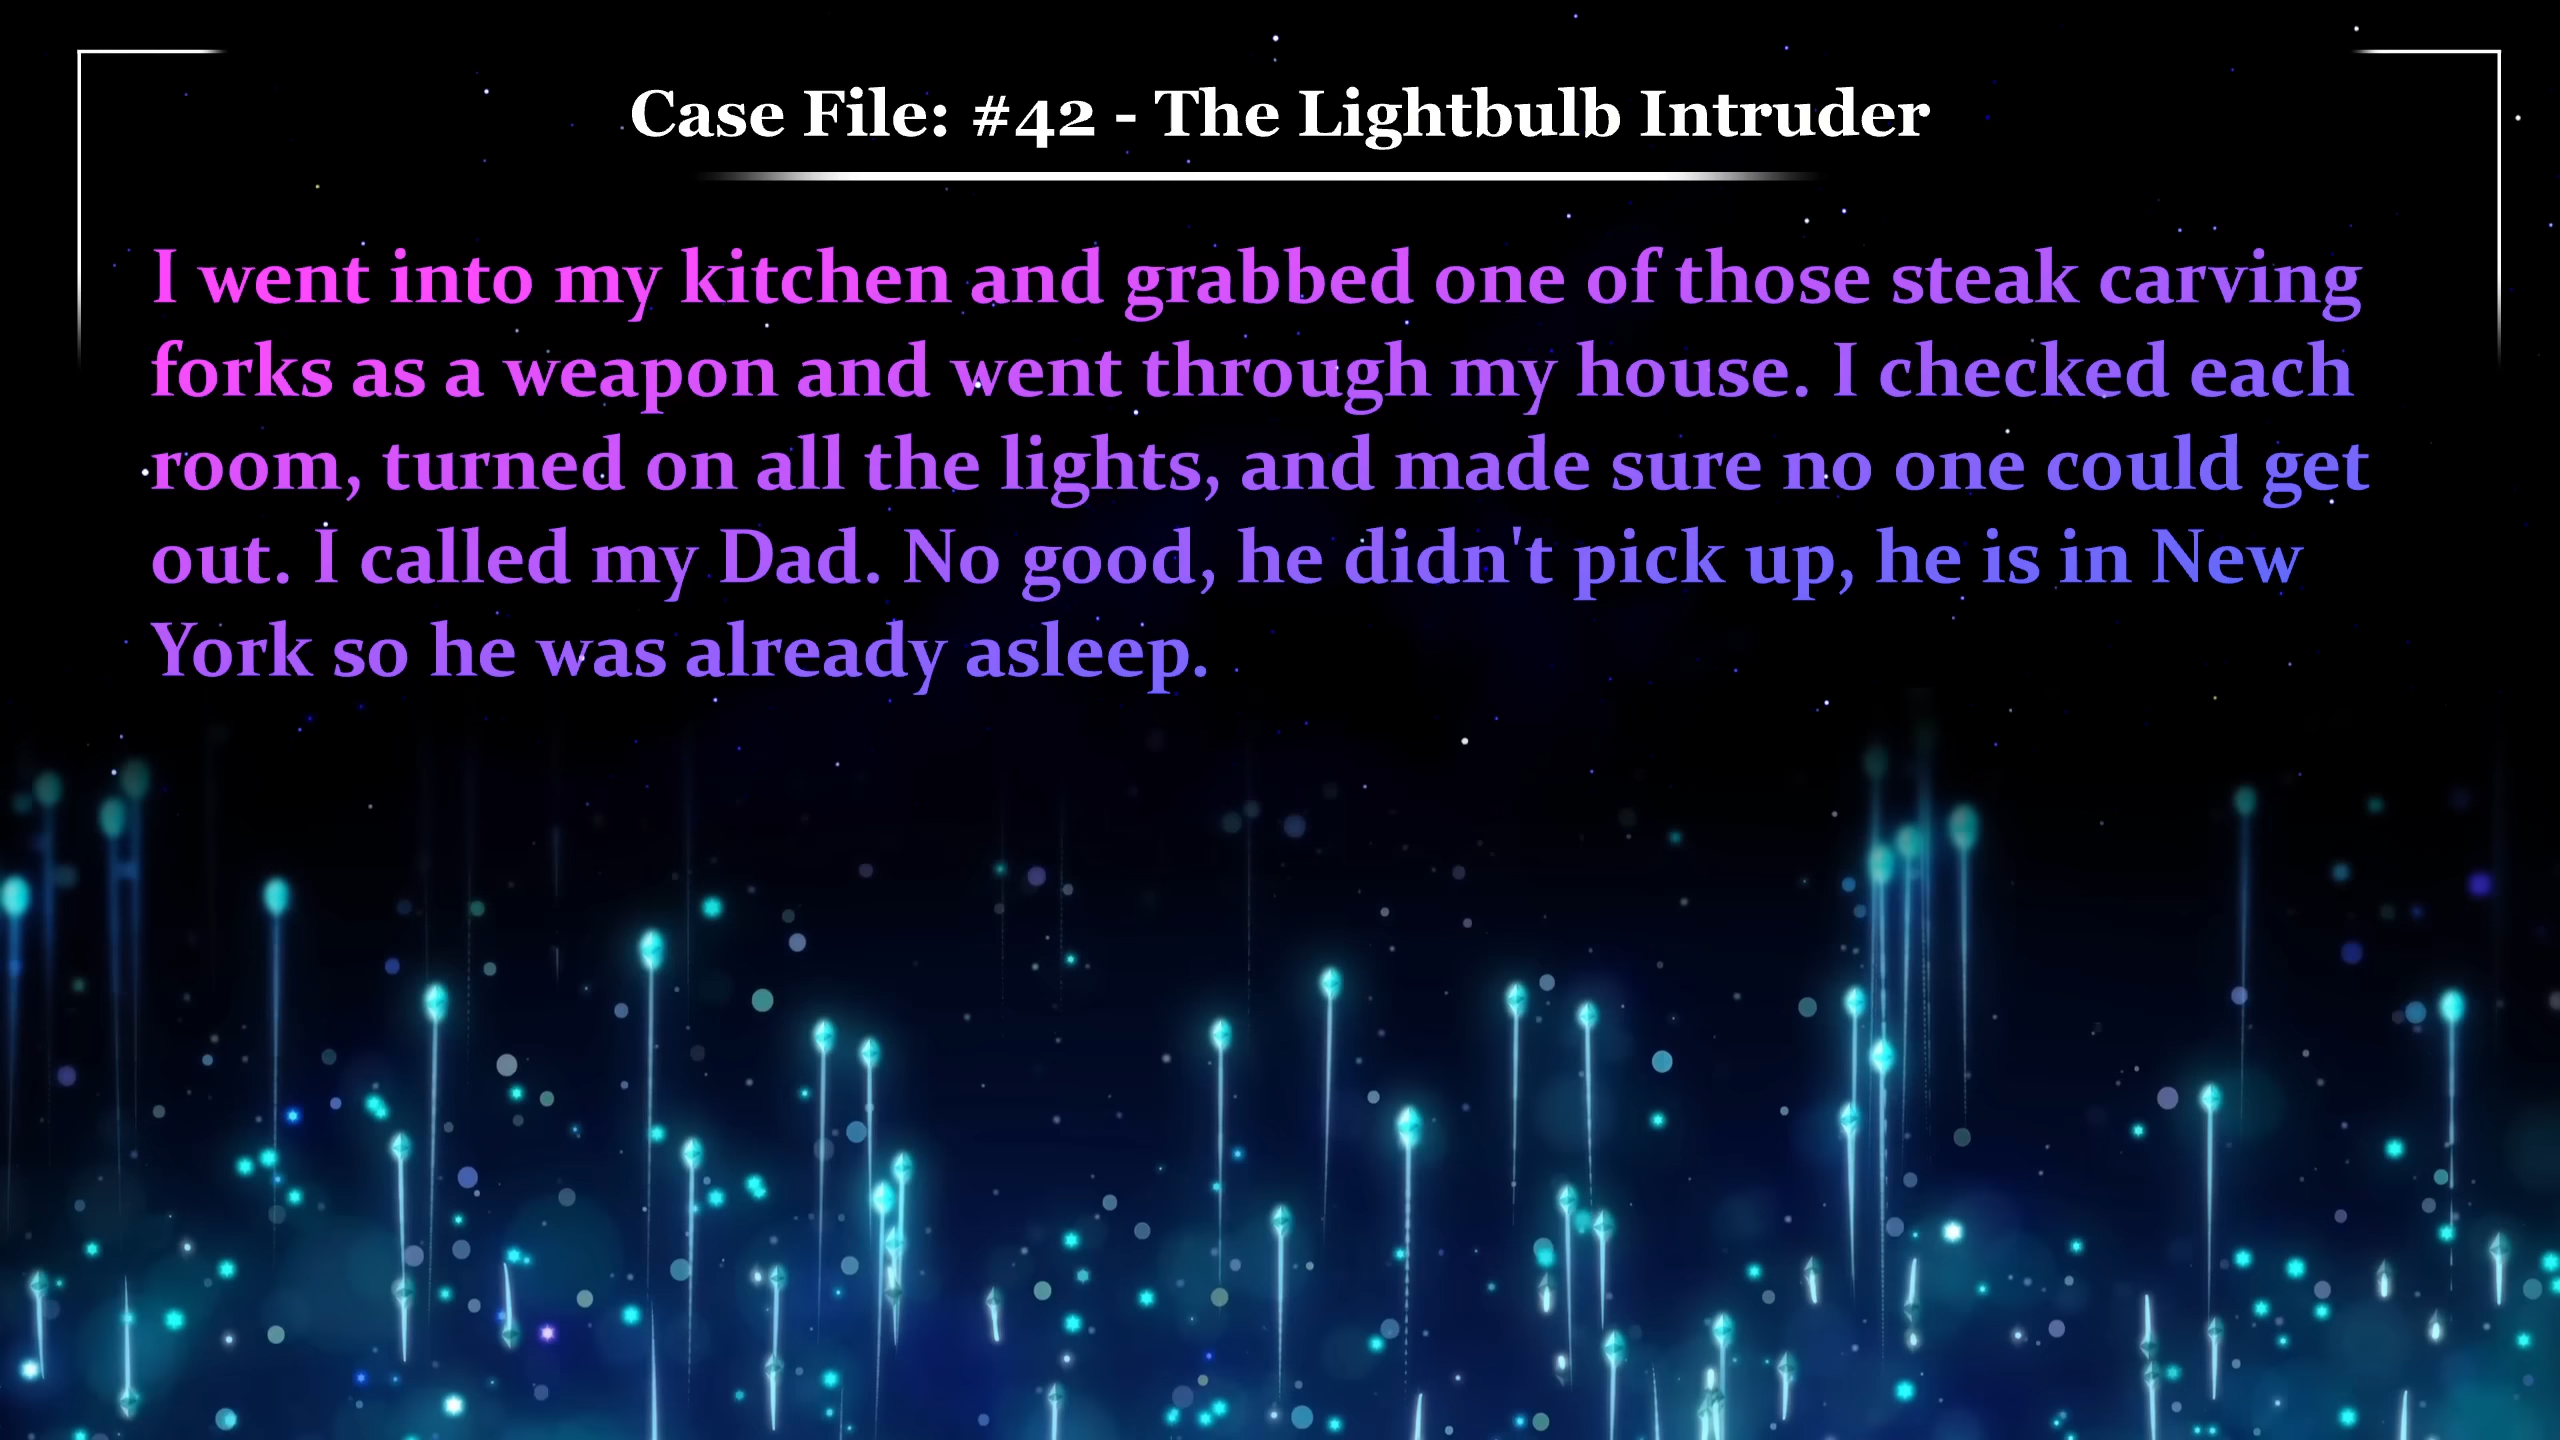 Case File: #42 - The Lightbulb Intruder
I went into my kitchen and grabbed one of those steak carving
forks as a weapon and went through my house. I checked each
room, turned on all the lights, and made sure no one could get
out. I called my Dad. No good, he didn't pick up, he is in New
York so he was already asleep.